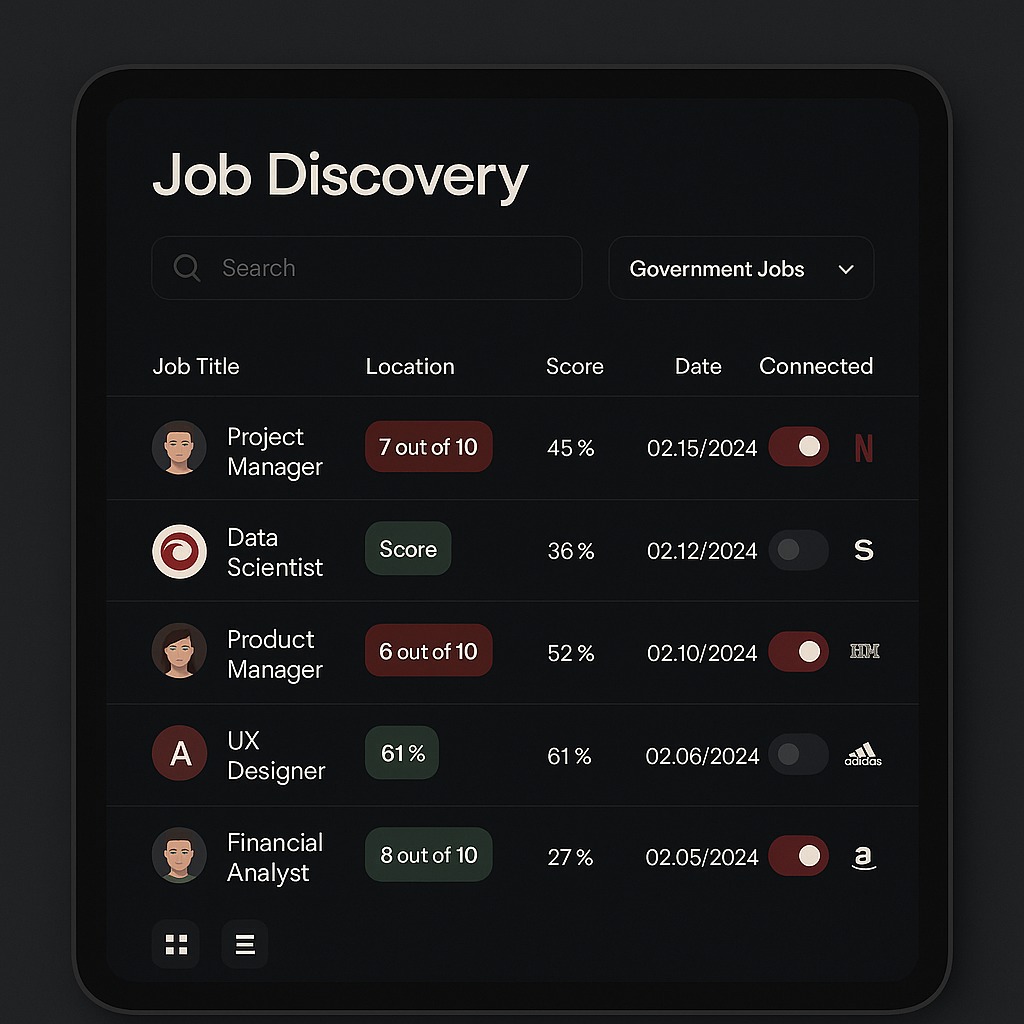 Job Discovery
Search
Government Jobs
Job Title Location Score Date Connected
Project
Manager
7 out of 10 45 % 02.15/2024 N
Data
Scientist
Score 36 % 02.12/2024 S
Product
Manager
6 out of 10 52 % 02.10/2024 HM
A
UX
Designer
61 % 61 % 02.06/2024 adidas
Financial
Analyst
8 out of 10 27 % 02.05/2024 a